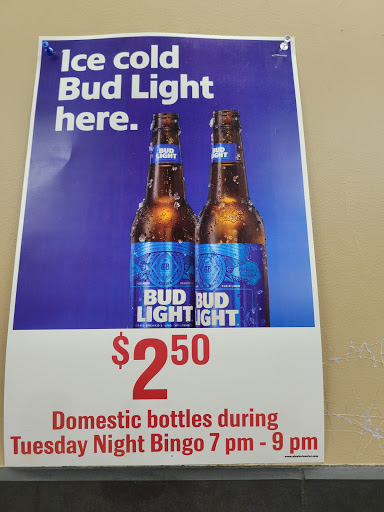 Ice cold
Bud Light
here.
BUD
LIGHT
BUD
LIGHT
BUD
LIGHT
BUD
LIGHT
$2.50
Domestic bottles during
Tuesday Night Bingo 7 pm - 9 pm